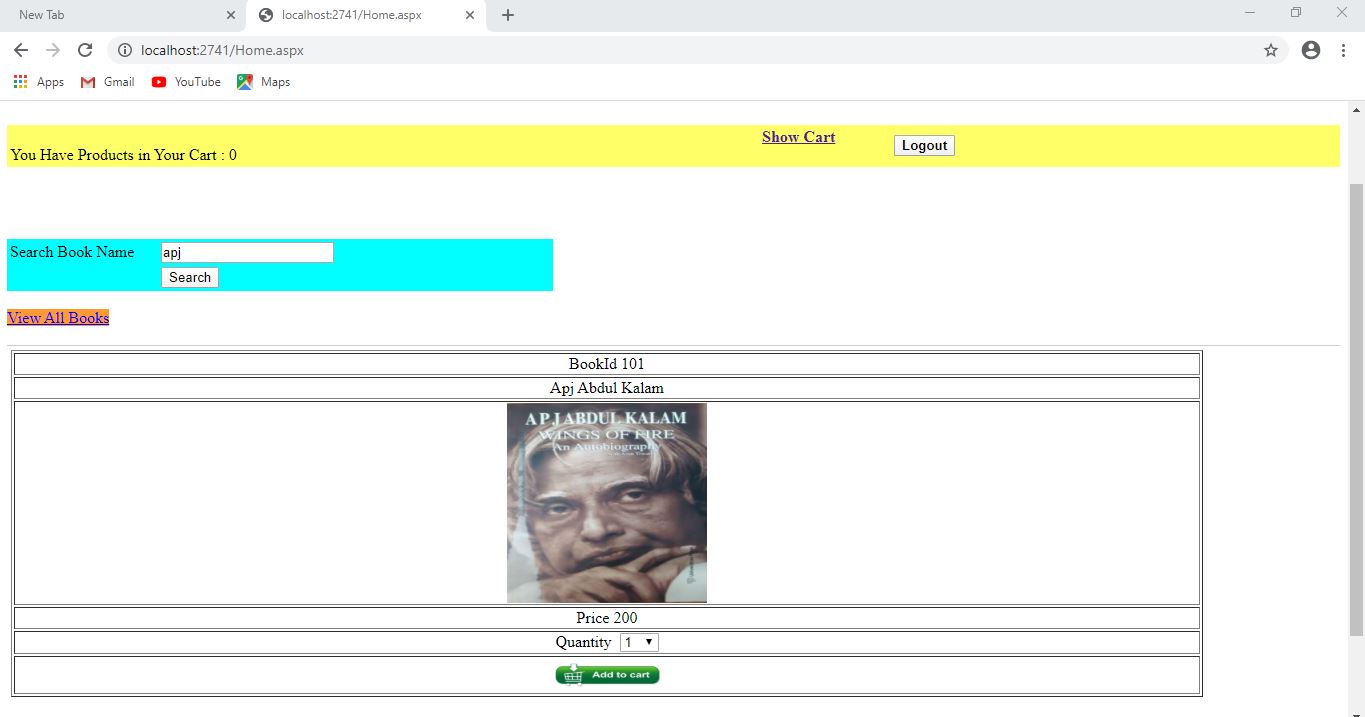 New Tab
localhost:2741/Home.aspx
localhost:2741/Home.aspx
Apps Gmail YouTube Maps
Show Cart
Logout
You Have Products in Your Cart : 0
Search Book Name apj
Search
View All Books
BookId 101
Apj Abdul Kalam
A P J ABDUL KALAM
WINGS OF FIRE
An Autobiography
Price 200
Quantity 1
Add to cart